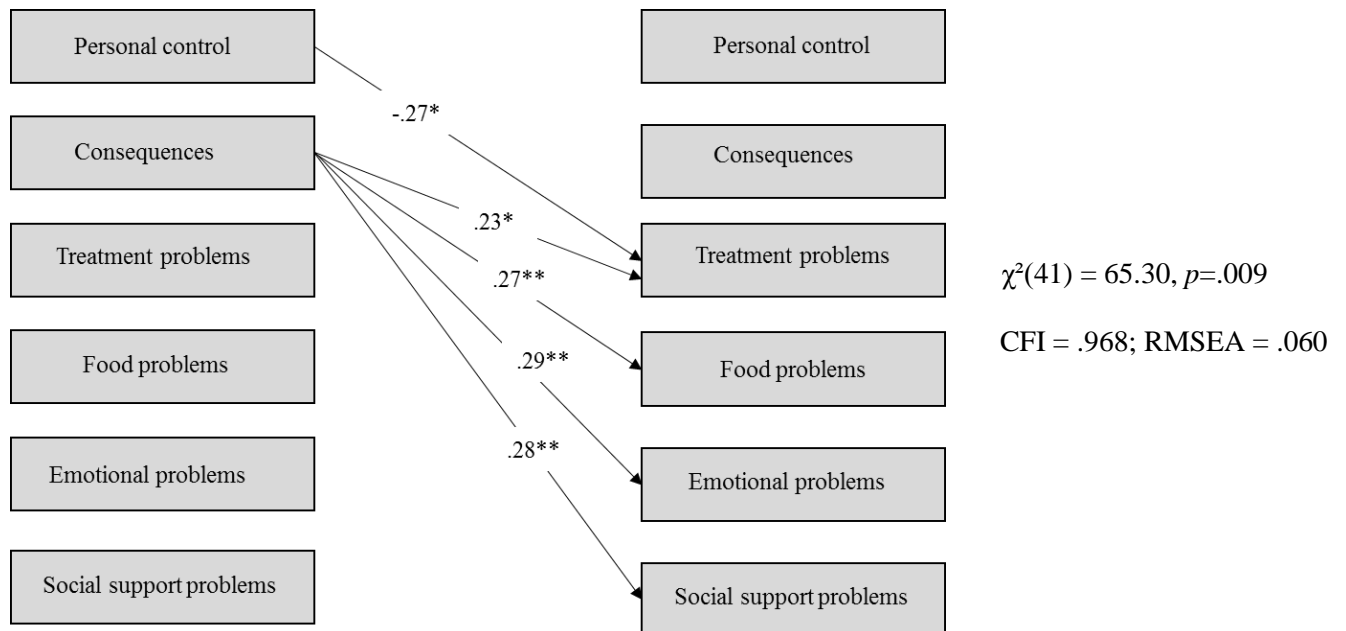 Personal control
Consequences
Treatment problems
Food problems
Emotional problems
Social support problems
-.27*
.23*
.27**
.29**
.28**
Personal control
Consequences
Treatment problems
Food problems
Emotional problems
Social support problems
χ²(41) = 65.30, p=.009
CFI = .968; RMSEA = .060